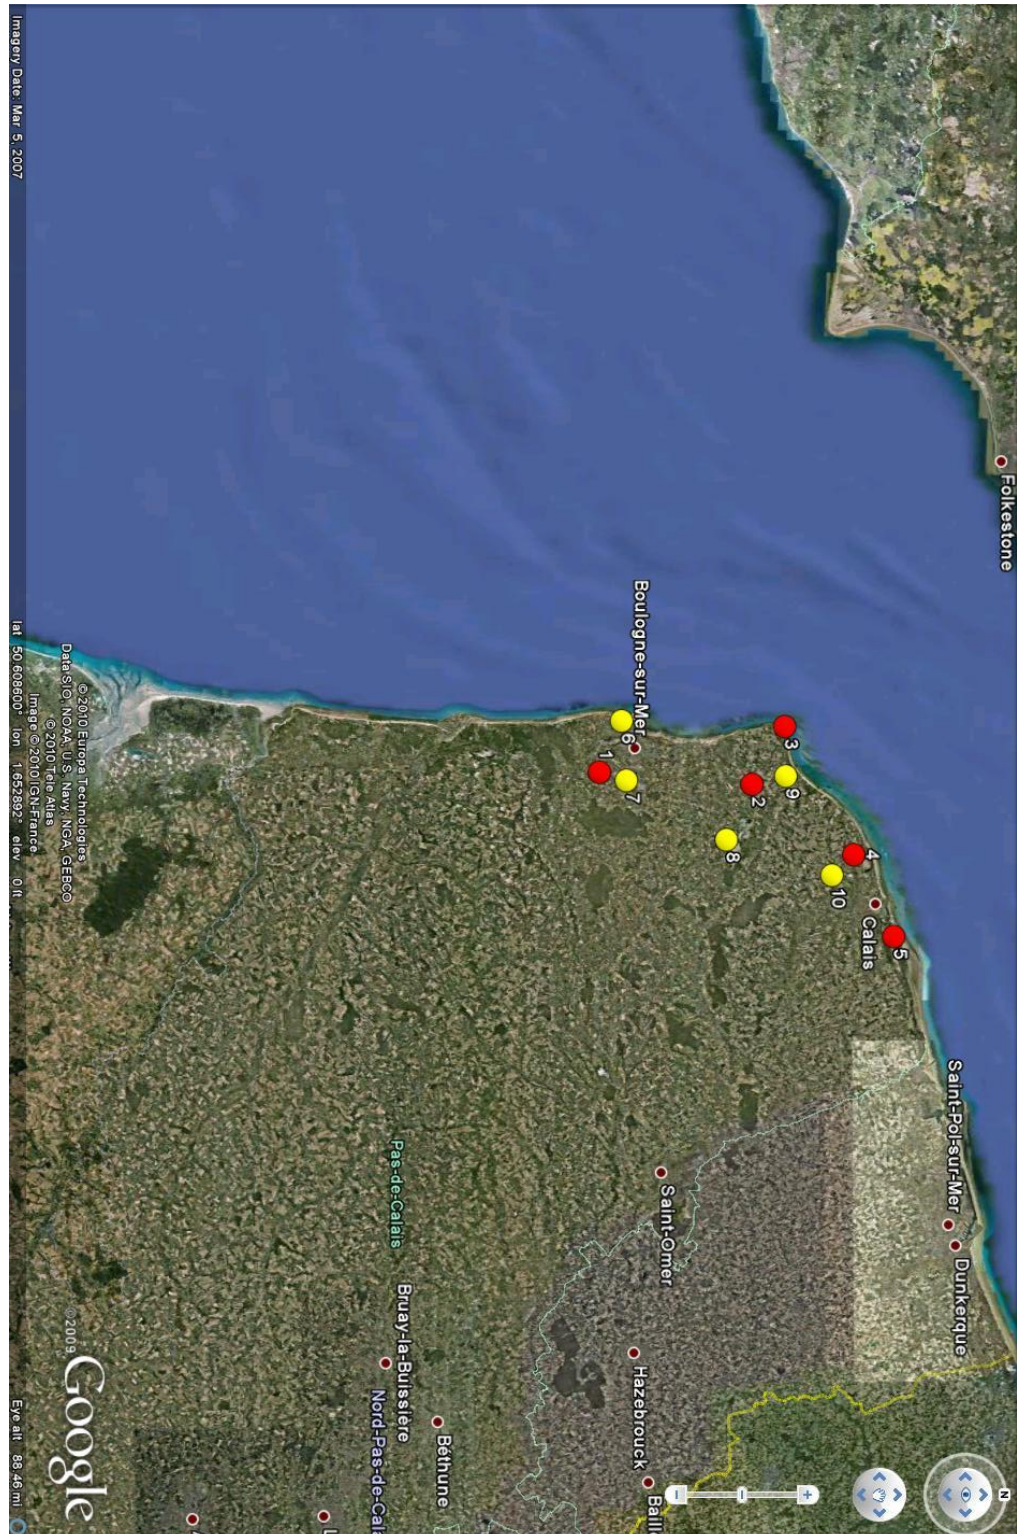 Folkestone
Saint-Pol-sur-Mer
Dunkerque
Calais
5
4
10
3
9
2
8
Boulogne-sur-Mer
6
7
1
Saint-Omer
Hazebrouck
Baill
Béthune
Bruay-la-Buissière
Pas-de-Calais
Nord-Pas-de-Cala
L
A
N
© 2010 Europa Technologies
Data SIO, NOAA, U.S. Navy, NGA, GEBCO
© 2010 Tele Atlas
Image © 2010 IGN-France
©2009 Google
Imagery Date: Mar 5, 2007
lat 50.608600° lon 1.652892° elev 0 ft
Eye alt 88.46 mi